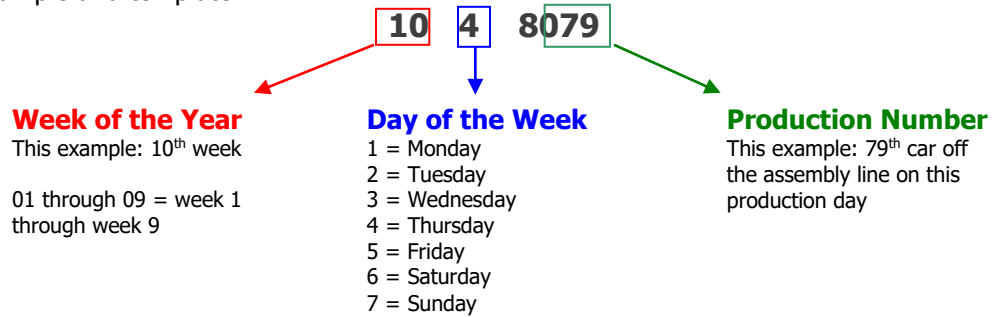 10 4 8079
Week of the Year
This example: 10th week
01 through 09 = week 1
through week 9
Day of the Week
1 = Monday
2 = Tuesday
3 = Wednesday
4 = Thursday
5 = Friday
6 = Saturday
7 = Sunday
Production Number
This example: 79th car off
the assembly line on this
production day